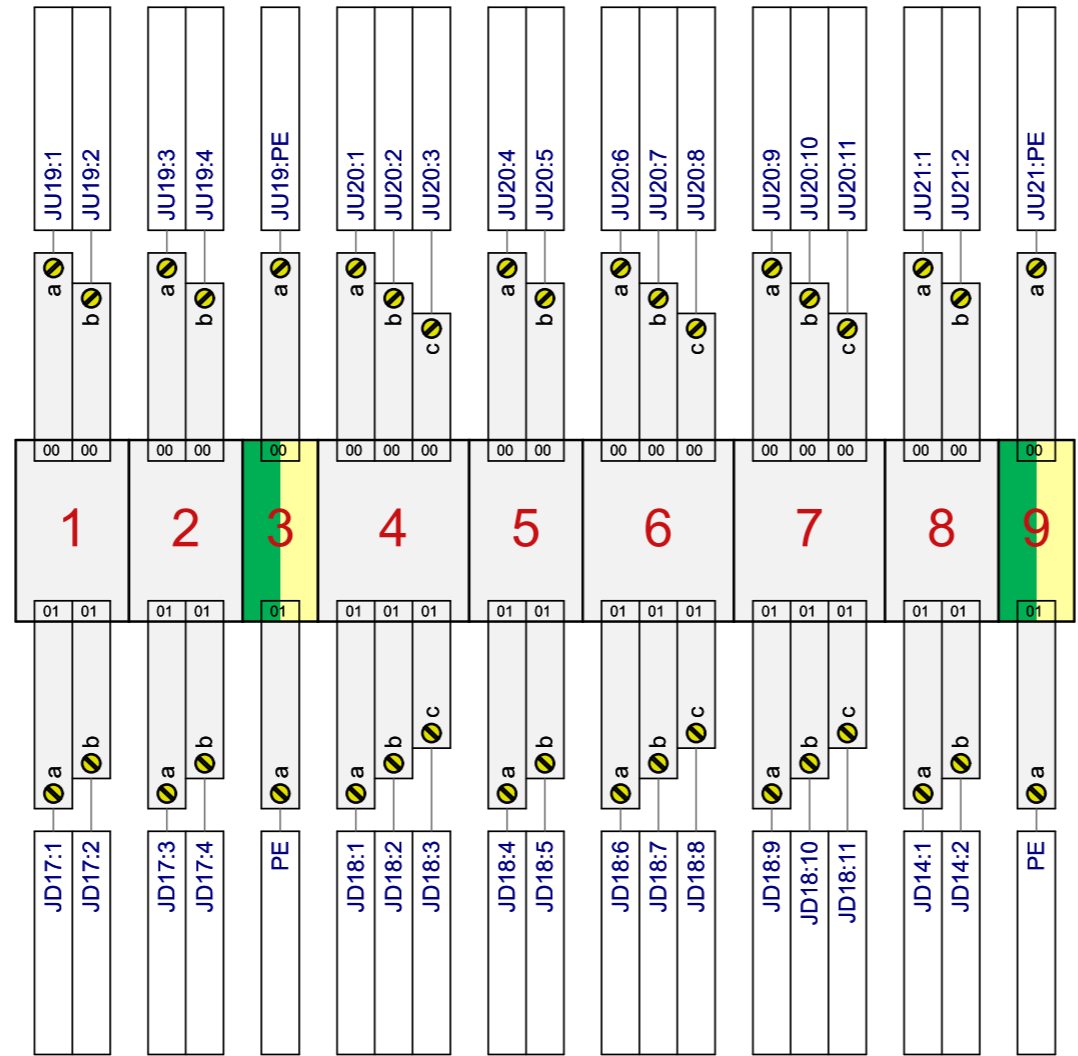 JU19:1 JU19:2 JU19:3 JU19:4 JU19:PE JU20:1 JU20:2 JU20:3 JU20:4 JU20:5 JU20:6 JU20:7 JU20:8 JU20:9 JU20:10 JU20:11 JU21:1 JU21:2 JU21:PE
a b a b a a b c a b a b c a b c a b a
00 00 00 00 00 00 00 00 00 00 00 00 00 00 00 00 00 00 00
1 2 3 4 5 6 7 8 9
01 01 01 01 01 01 01 01 01 01 01 01 01 01 01 01 01 01 01
a b a b a a b c a b a b c a b c a b a
JD17:1 JD17:2 JD17:3 JD17:4 PE JD18:1 JD18:2 JD18:3 JD18:4 JD18:5 JD18:6 JD18:7 JD18:8 JD18:9 JD18:10 JD18:11 JD14:1 JD14:2 PE